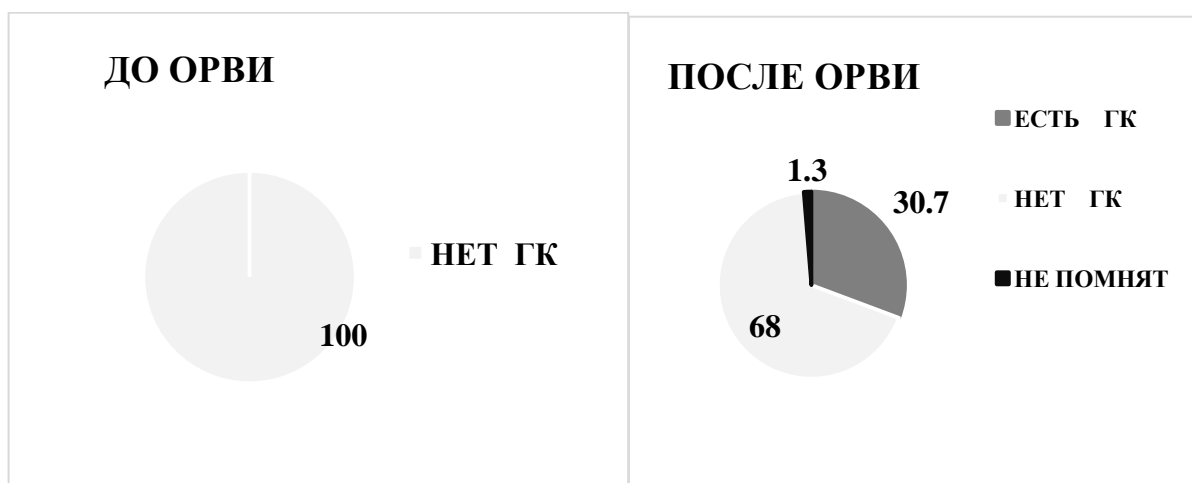 ДО ОРВИ
НЕТ ГК
100
ПОСЛЕ ОРВИ
ЕСТЬ ГК
1.3
30.7
НЕТ ГК
НЕ ПОМНЯТ
68